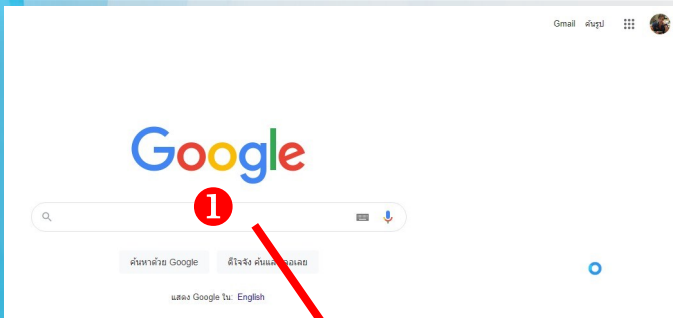 Gmail ค้นรูป
Google
1
ค้นหาด้วย Google ดีใจจัง ค้นแล้วเจอเลย
แสดง Google ใน: English